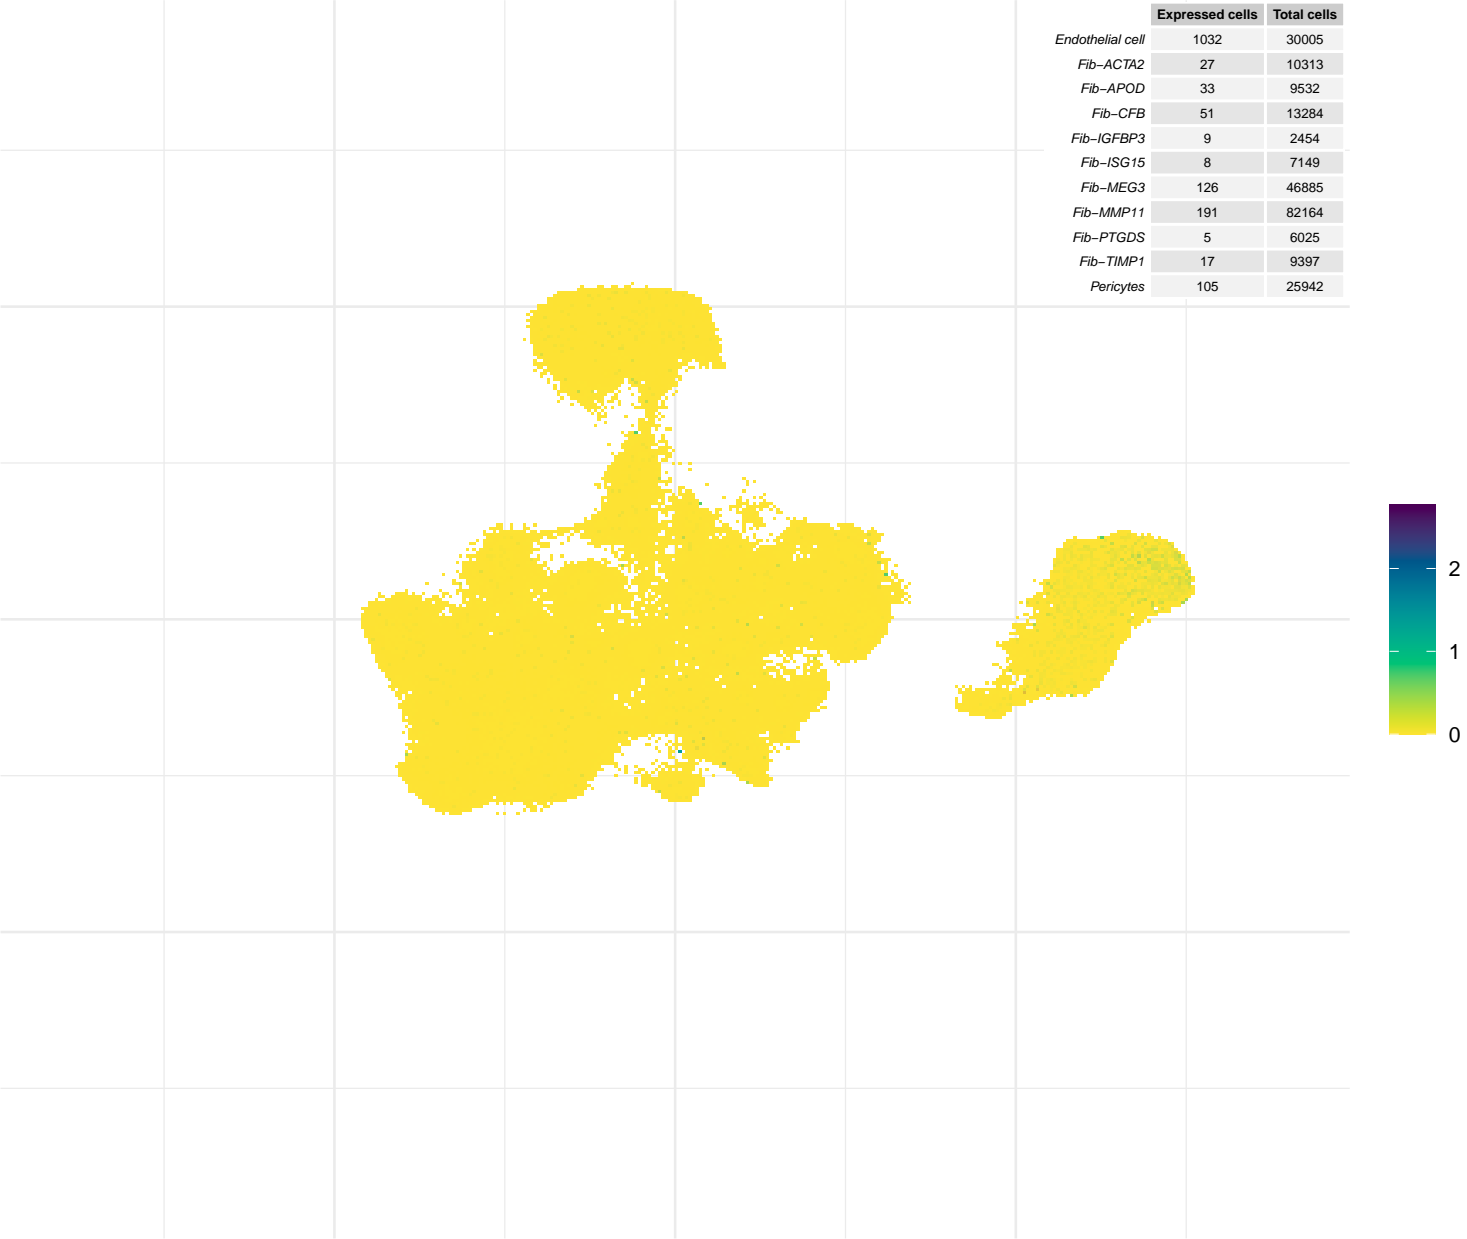 Expressed cells Total cells
Endothelial cell 1032 30005
Fib−ACTA2 27 10313
Fib−APOD 33 9532
Fib−CFB 51 13284
Fib−IGFBP3 9 2454
Fib−ISG15 8 7149
Fib−MEG3 126 46885
Fib−MMP11 191 82164
Fib−PTGDS 5 6025
Fib−TIMP1 17 9397
Pericytes 105 25942
2
1
0